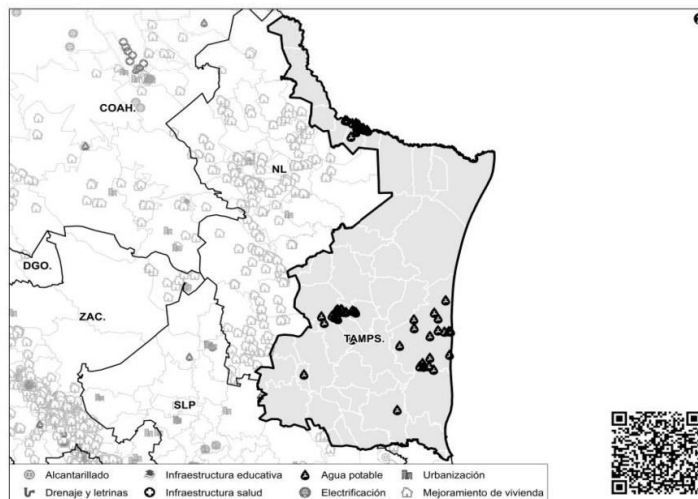 COAH.
NL
DGO.
ZAC.
TAMPS.
SLP
Alcantarillado
Infraestructura educativa
Agua potable
Urbanización
Drenaje y letrinas
Infraestructura salud
Electrificación
Mejoramiento de vivienda